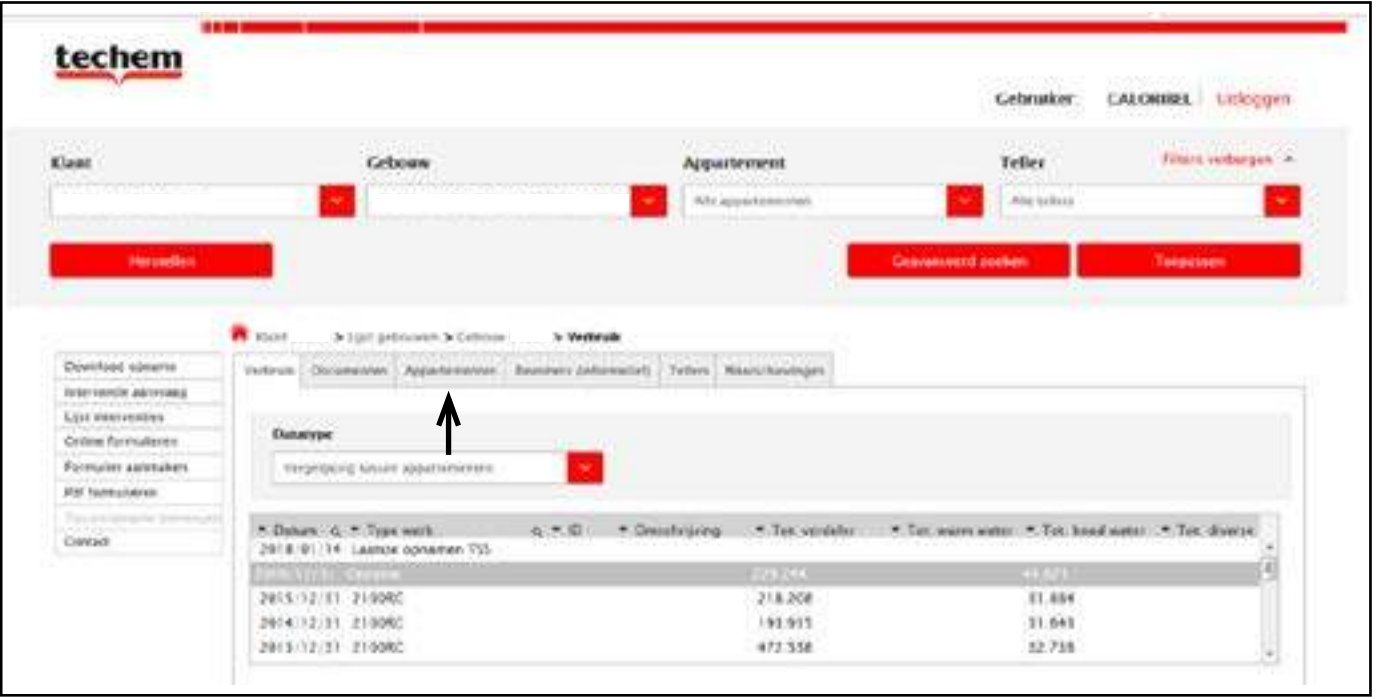 techem
Gebruiker CALORIBEL Uitloggen
Klant Gebouw Appartement Teller Filters verbergen
Alle appartementen Alle tellers
Herstellen Geavanceerd zoeken Toepassen
Klant > Lijst gebouwen > Gebouw > Verbruik
Download opname
Verbruik Documenten Appartementen Bewoners (informatief) Tellers Waarschuwingen
Interventie aanvraag
Lijst interventies
Online formulieren
Datatype
Formulier aanmaken
Vergelijking tussen appartementen
PDF formulieren
Contact
Datum Type werk ID Omschrijving Tot. verdeler Tot. warm water Tot. koud water Tot. diverse
2018/01/14 Laatste opnamen TSS
2015/12/31 2100RC 218.208 31.884
2014/12/31 2100RC 31.643
2013/12/31 2100RC 472.558 32.738